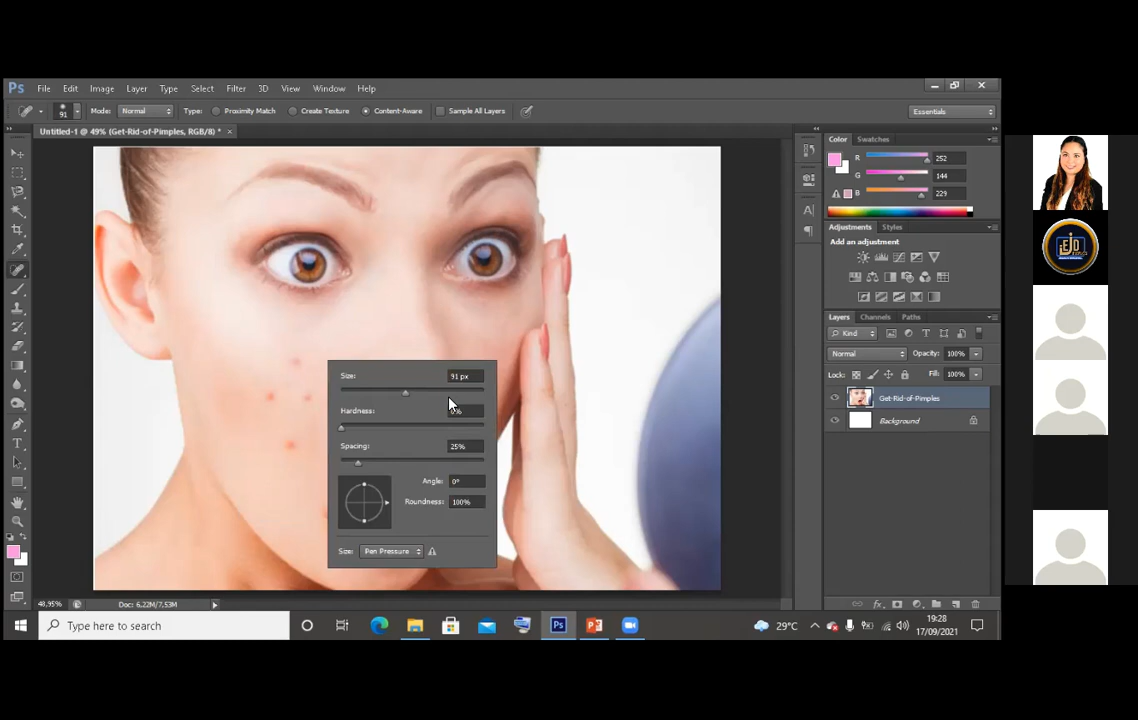 Ps File Edit Image Layer Type Select Filter 3D View Window Help
91 Mode: Normal Type: Proximity Match Create Texture Content-Aware Sample All Layers Essentials
Untitled-1 @ 49% (Get-Rid-of-Pimples, RGB/8) * ×
Color Swatches
R 252
G 144
B 229
Adjustments Styles
Add an adjustment
Layers Channels Paths
Kind
Normal Opacity: 100%
Lock: Fill: 100%
Get-Rid-of-Pimples
Background
Size: 91 px
Hardness:
Spacing: 25%
Angle: 0°
Roundness: 100%
Size: Pen Pressure
48,95% Doc: 6,22M/7,53M
Type here to search
29°C
19:28
17/09/2021